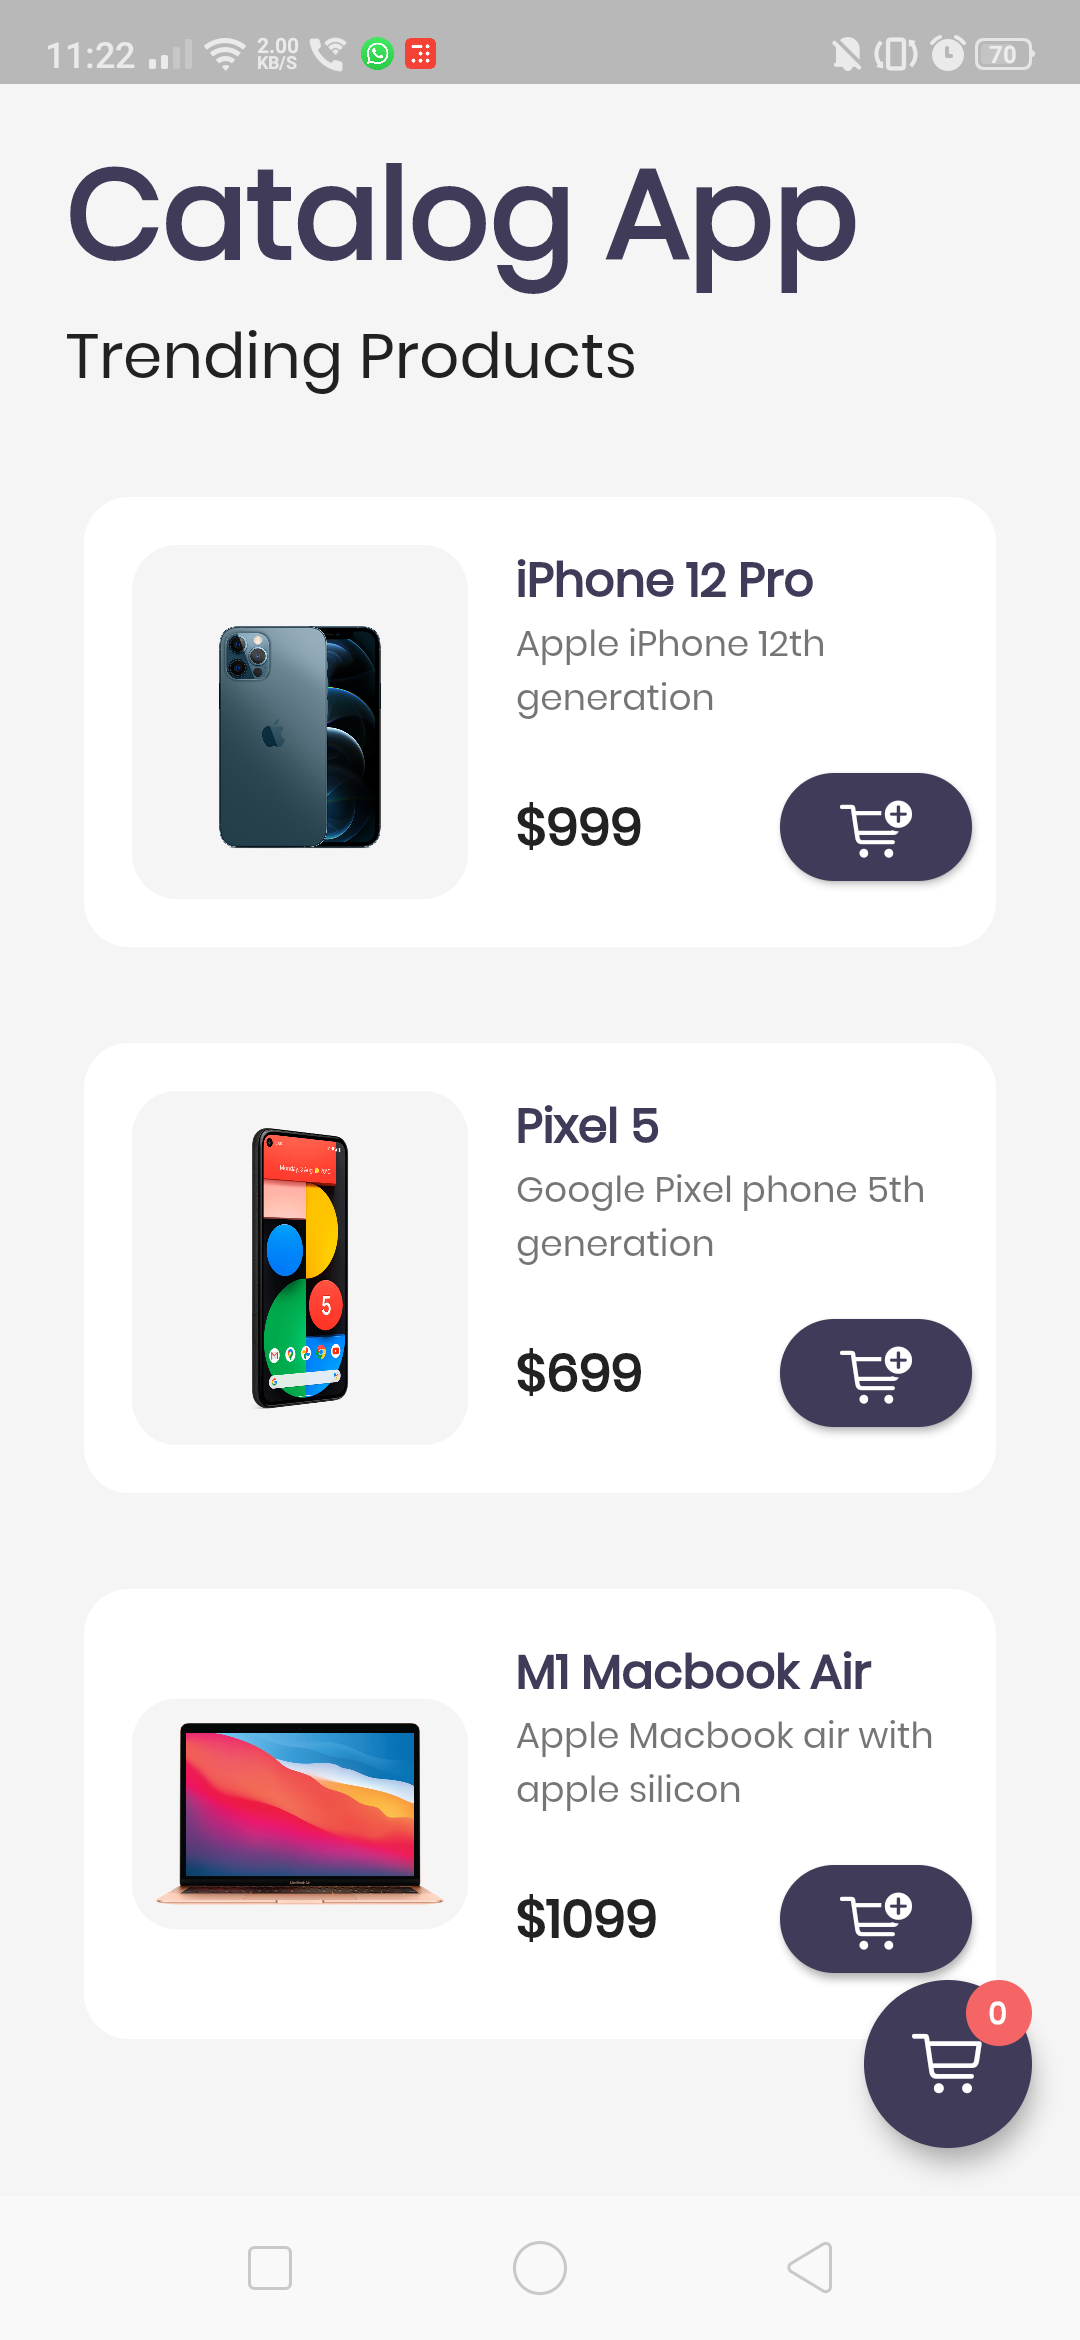 11:22 2.00 KB/S 70
Catalog App
Trending Products
iPhone 12 Pro
Apple iPhone 12th
generation
$999
Pixel 5
Google Pixel phone 5th
generation
5
$699
M1 Macbook Air
Apple Macbook air with
apple silicon
$1099
0